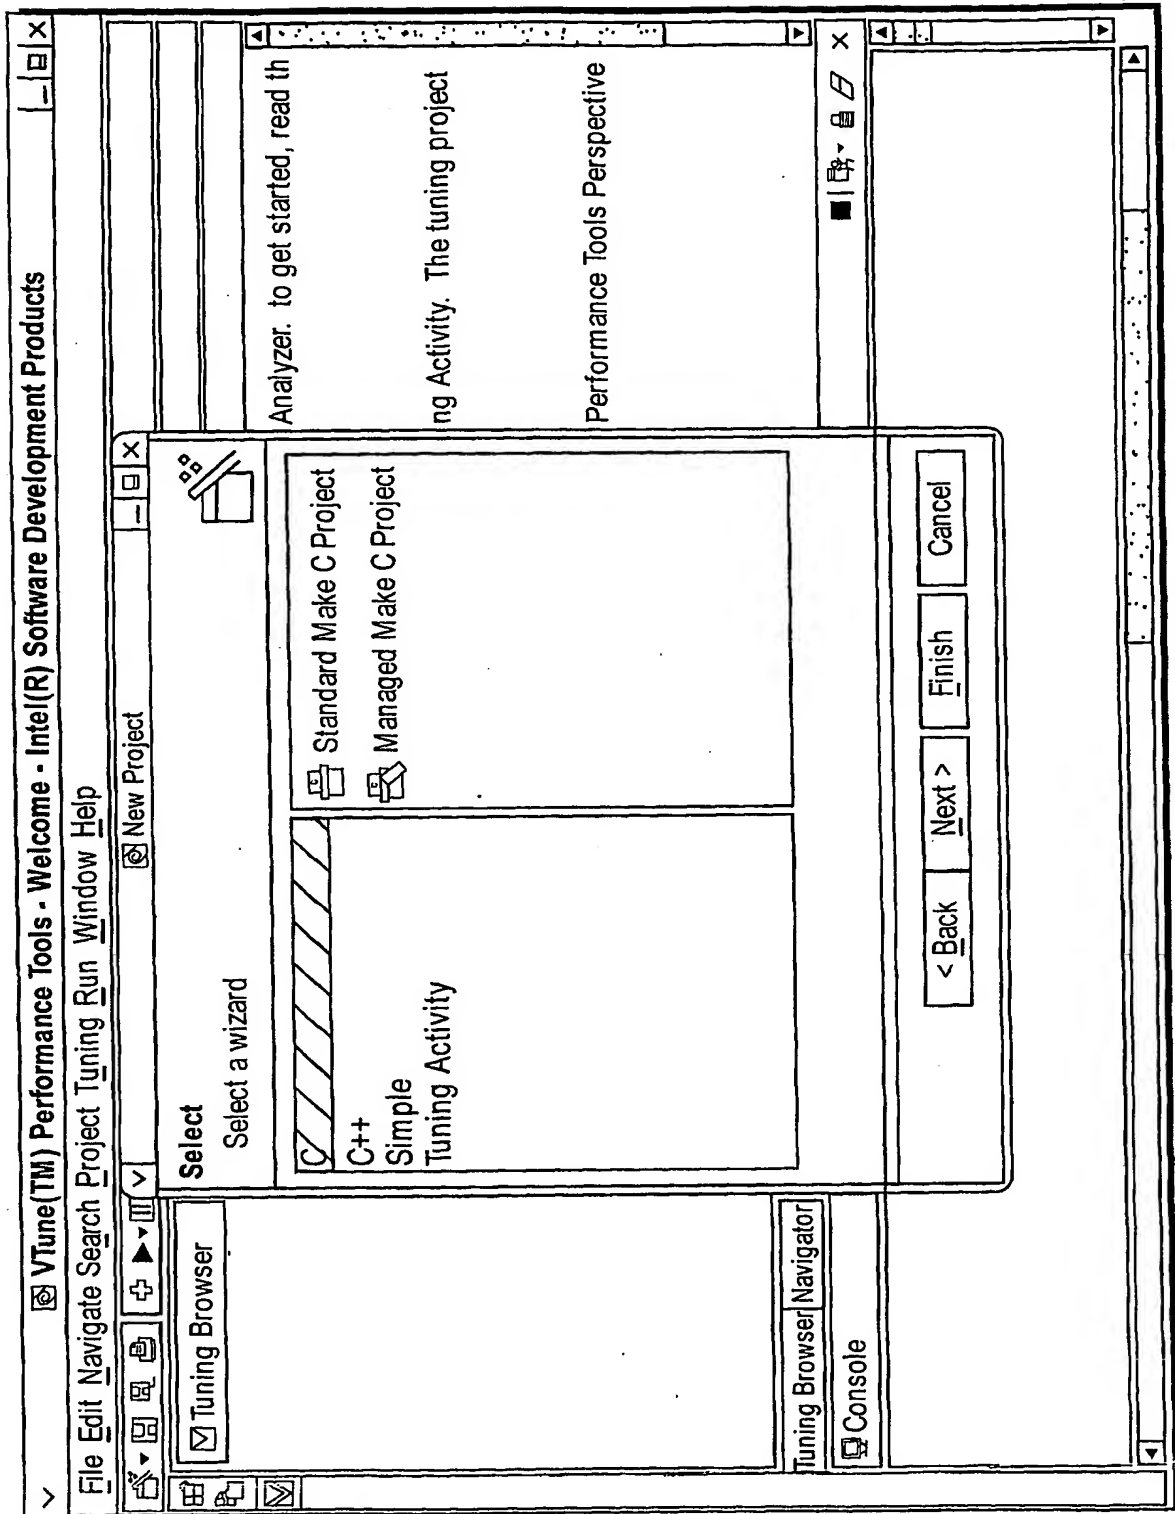 VTune(TM) Performance Tools - Welcome - Intel(R) Software Development Products
File Edit Navigate Search Project Tuning Run Window Help
New Project
Tuning Browser
Select
Select a wizard
C
C++
Simple
Tuning Activity
Standard Make C Project
Managed Make C Project
< Back
Next >
Finish
Cancel
Analyzer. to get started, read th
ng Activity. The tuning project
Performance Tools Perspective
Tuning Browser
Navigator
Console